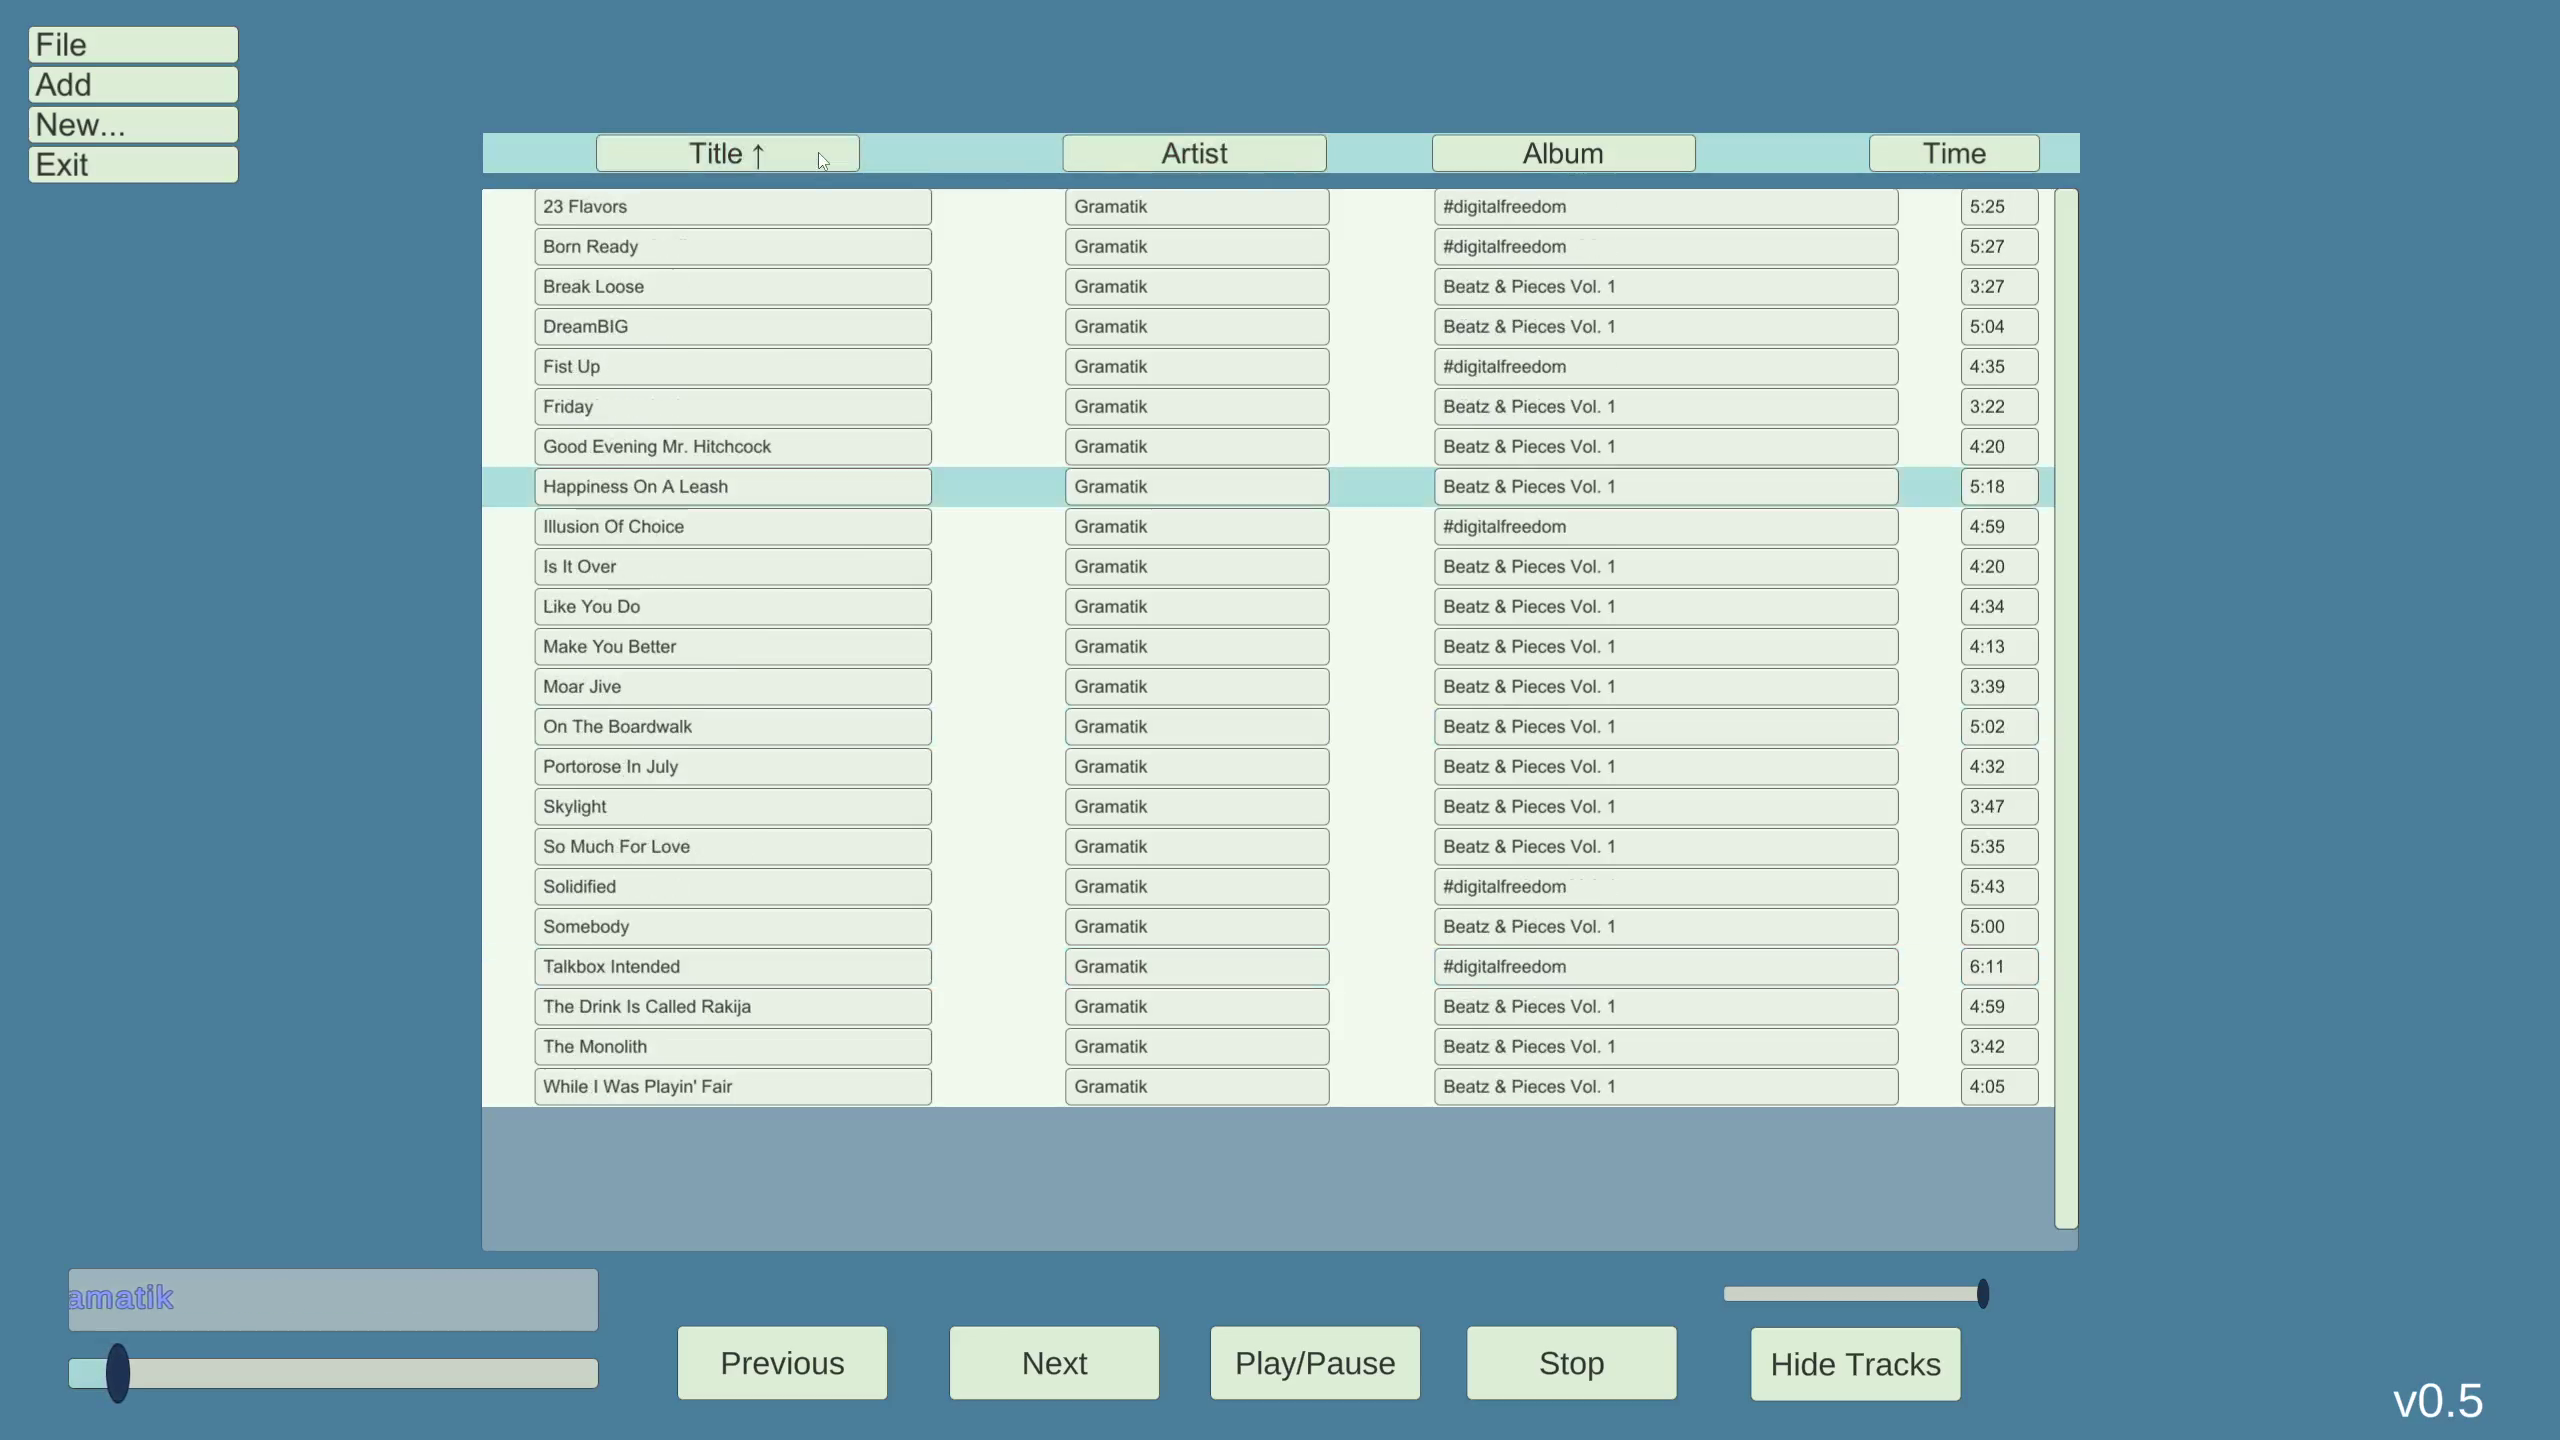 File
Add
New...
Exit
Title ↑ Artist Album Time
23 Flavors Gramatik #digitalfreedom 5:25
Born Ready Gramatik #digitalfreedom 5:27
Break Loose Gramatik Beatz & Pieces Vol. 1 3:27
DreamBIG Gramatik Beatz & Pieces Vol. 1 5:04
Fist Up Gramatik #digitalfreedom 4:35
Friday Gramatik Beatz & Pieces Vol. 1 3:22
Good Evening Mr. Hitchcock Gramatik Beatz & Pieces Vol. 1 4:20
Happiness On A Leash Gramatik Beatz & Pieces Vol. 1 5:18
Illusion Of Choice Gramatik #digitalfreedom 4:59
Is It Over Gramatik Beatz & Pieces Vol. 1 4:20
Like You Do Gramatik Beatz & Pieces Vol. 1 4:34
Make You Better Gramatik Beatz & Pieces Vol. 1 4:13
Moar Jive Gramatik Beatz & Pieces Vol. 1 3:39
On The Boardwalk Gramatik Beatz & Pieces Vol. 1 5:02
Portorose In July Gramatik Beatz & Pieces Vol. 1 4:32
Skylight Gramatik Beatz & Pieces Vol. 1 3:47
So Much For Love Gramatik Beatz & Pieces Vol. 1 5:35
Solidified Gramatik #digitalfreedom 5:43
Somebody Gramatik Beatz & Pieces Vol. 1 5:00
Talkbox Intended Gramatik #digitalfreedom 6:11
The Drink Is Called Rakija Gramatik Beatz & Pieces Vol. 1 4:59
The Monolith Gramatik Beatz & Pieces Vol. 1 3:42
While I Was Playin' Fair Gramatik Beatz & Pieces Vol. 1 4:05
amatik
Previous Next Play/Pause Stop Hide Tracks
v0.5